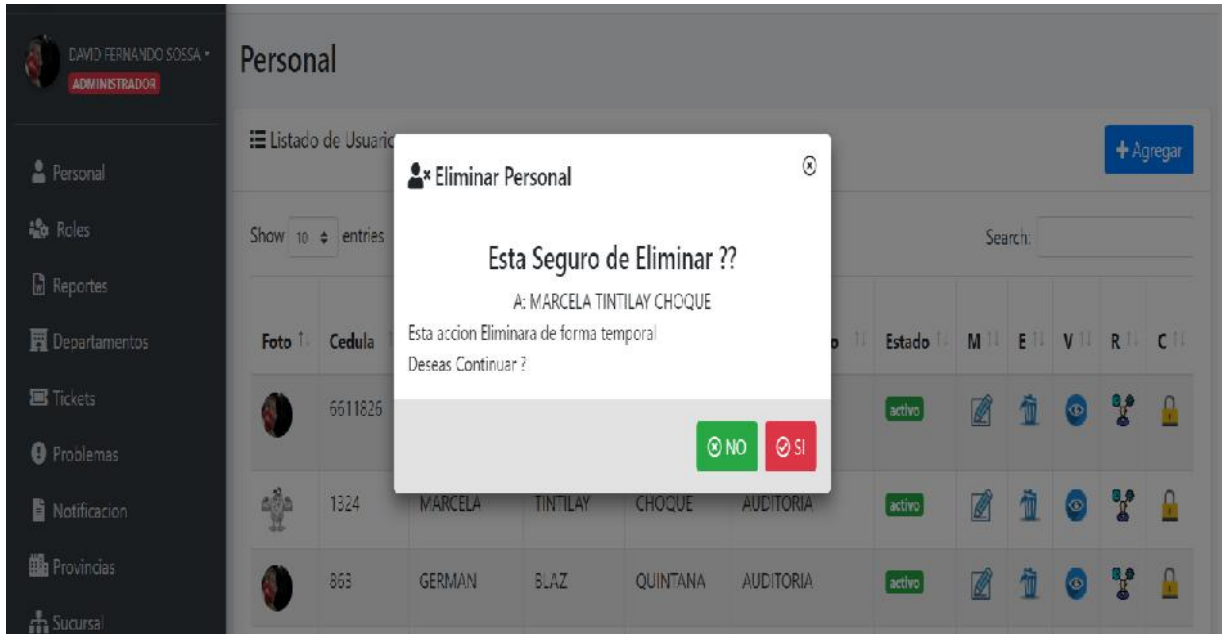 DAVID FERNANDO SOSSA
ADMINISTRADOR
Personal
Roles
Reportes
Departamentos
Tickets
Problemas
Notificacion
Provincias
Sucursal
Personal
Listado de Usuario
Agregar
Show 10 entries
Search:
Foto Cedula o Estado M E V R C
6611826 activo
1324 MARCELA TINTILAY CHOQUE AUDITORIA activo
863 GERMAN BLAZ QUINTANA AUDITORIA activo
Eliminar Personal
Esta Seguro de Eliminar ??
A: MARCELA TINTILAY CHOQUE
Esta accion Eliminara de forma temporal
Deseas Continuar ?
NO SI